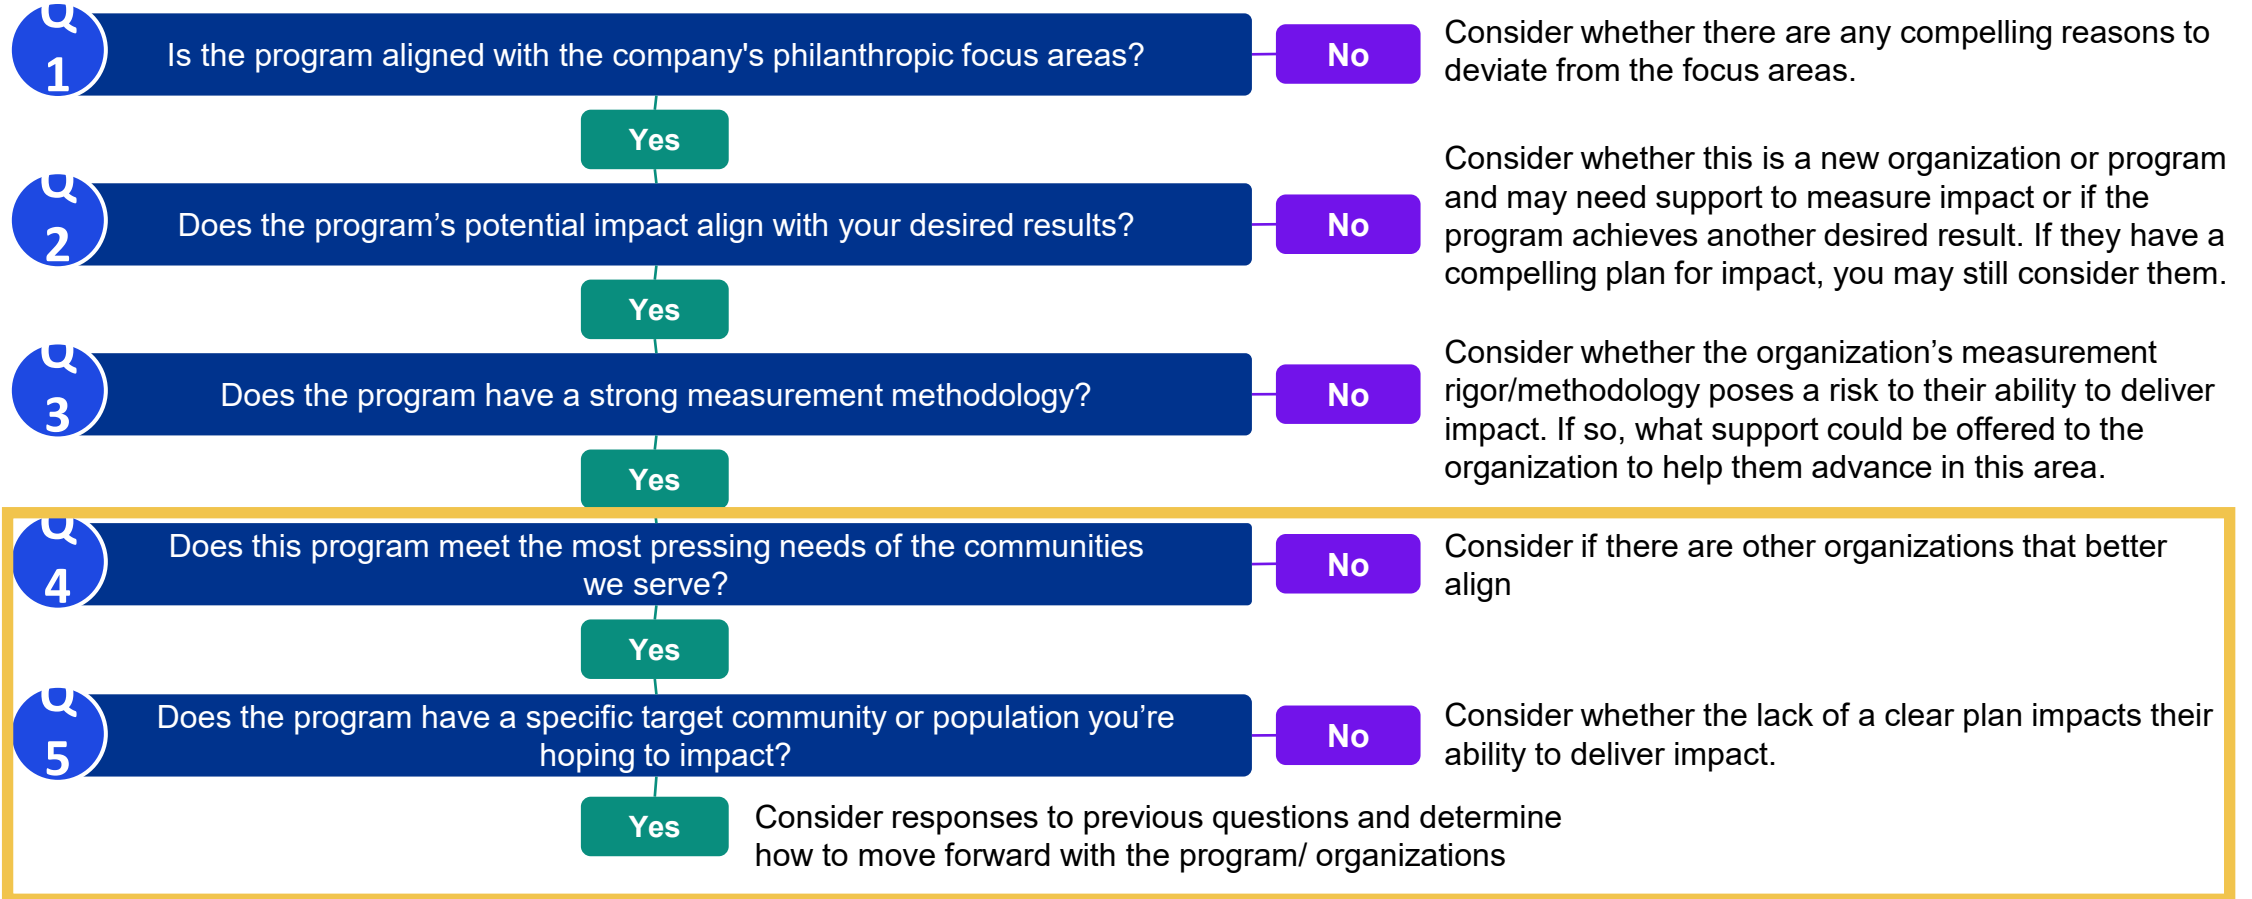 Q
1
Is the program aligned with the company's philanthropic focus areas?
No
Consider whether there are any compelling reasons to
deviate from the focus areas.
Yes
Q
2
Does the program’s potential impact align with your desired results?
No
Consider whether this is a new organization or program
and may need support to measure impact or if the
program achieves another desired result. If they have a
compelling plan for impact, you may still consider them.
Yes
Q
3
Does the program have a strong measurement methodology?
No
Consider whether the organization’s measurement
rigor/methodology poses a risk to their ability to deliver
impact. If so, what support could be offered to the
organization to help them advance in this area.
Yes
Q
4
Does this program meet the most pressing needs of the communities
we serve?
No
Consider if there are other organizations that better
align
Yes
Q
5
Does the program have a specific target community or population you’re
hoping to impact?
No
Consider whether the lack of a clear plan impacts their
ability to deliver impact.
Yes
Consider responses to previous questions and determine
how to move forward with the program/ organizations